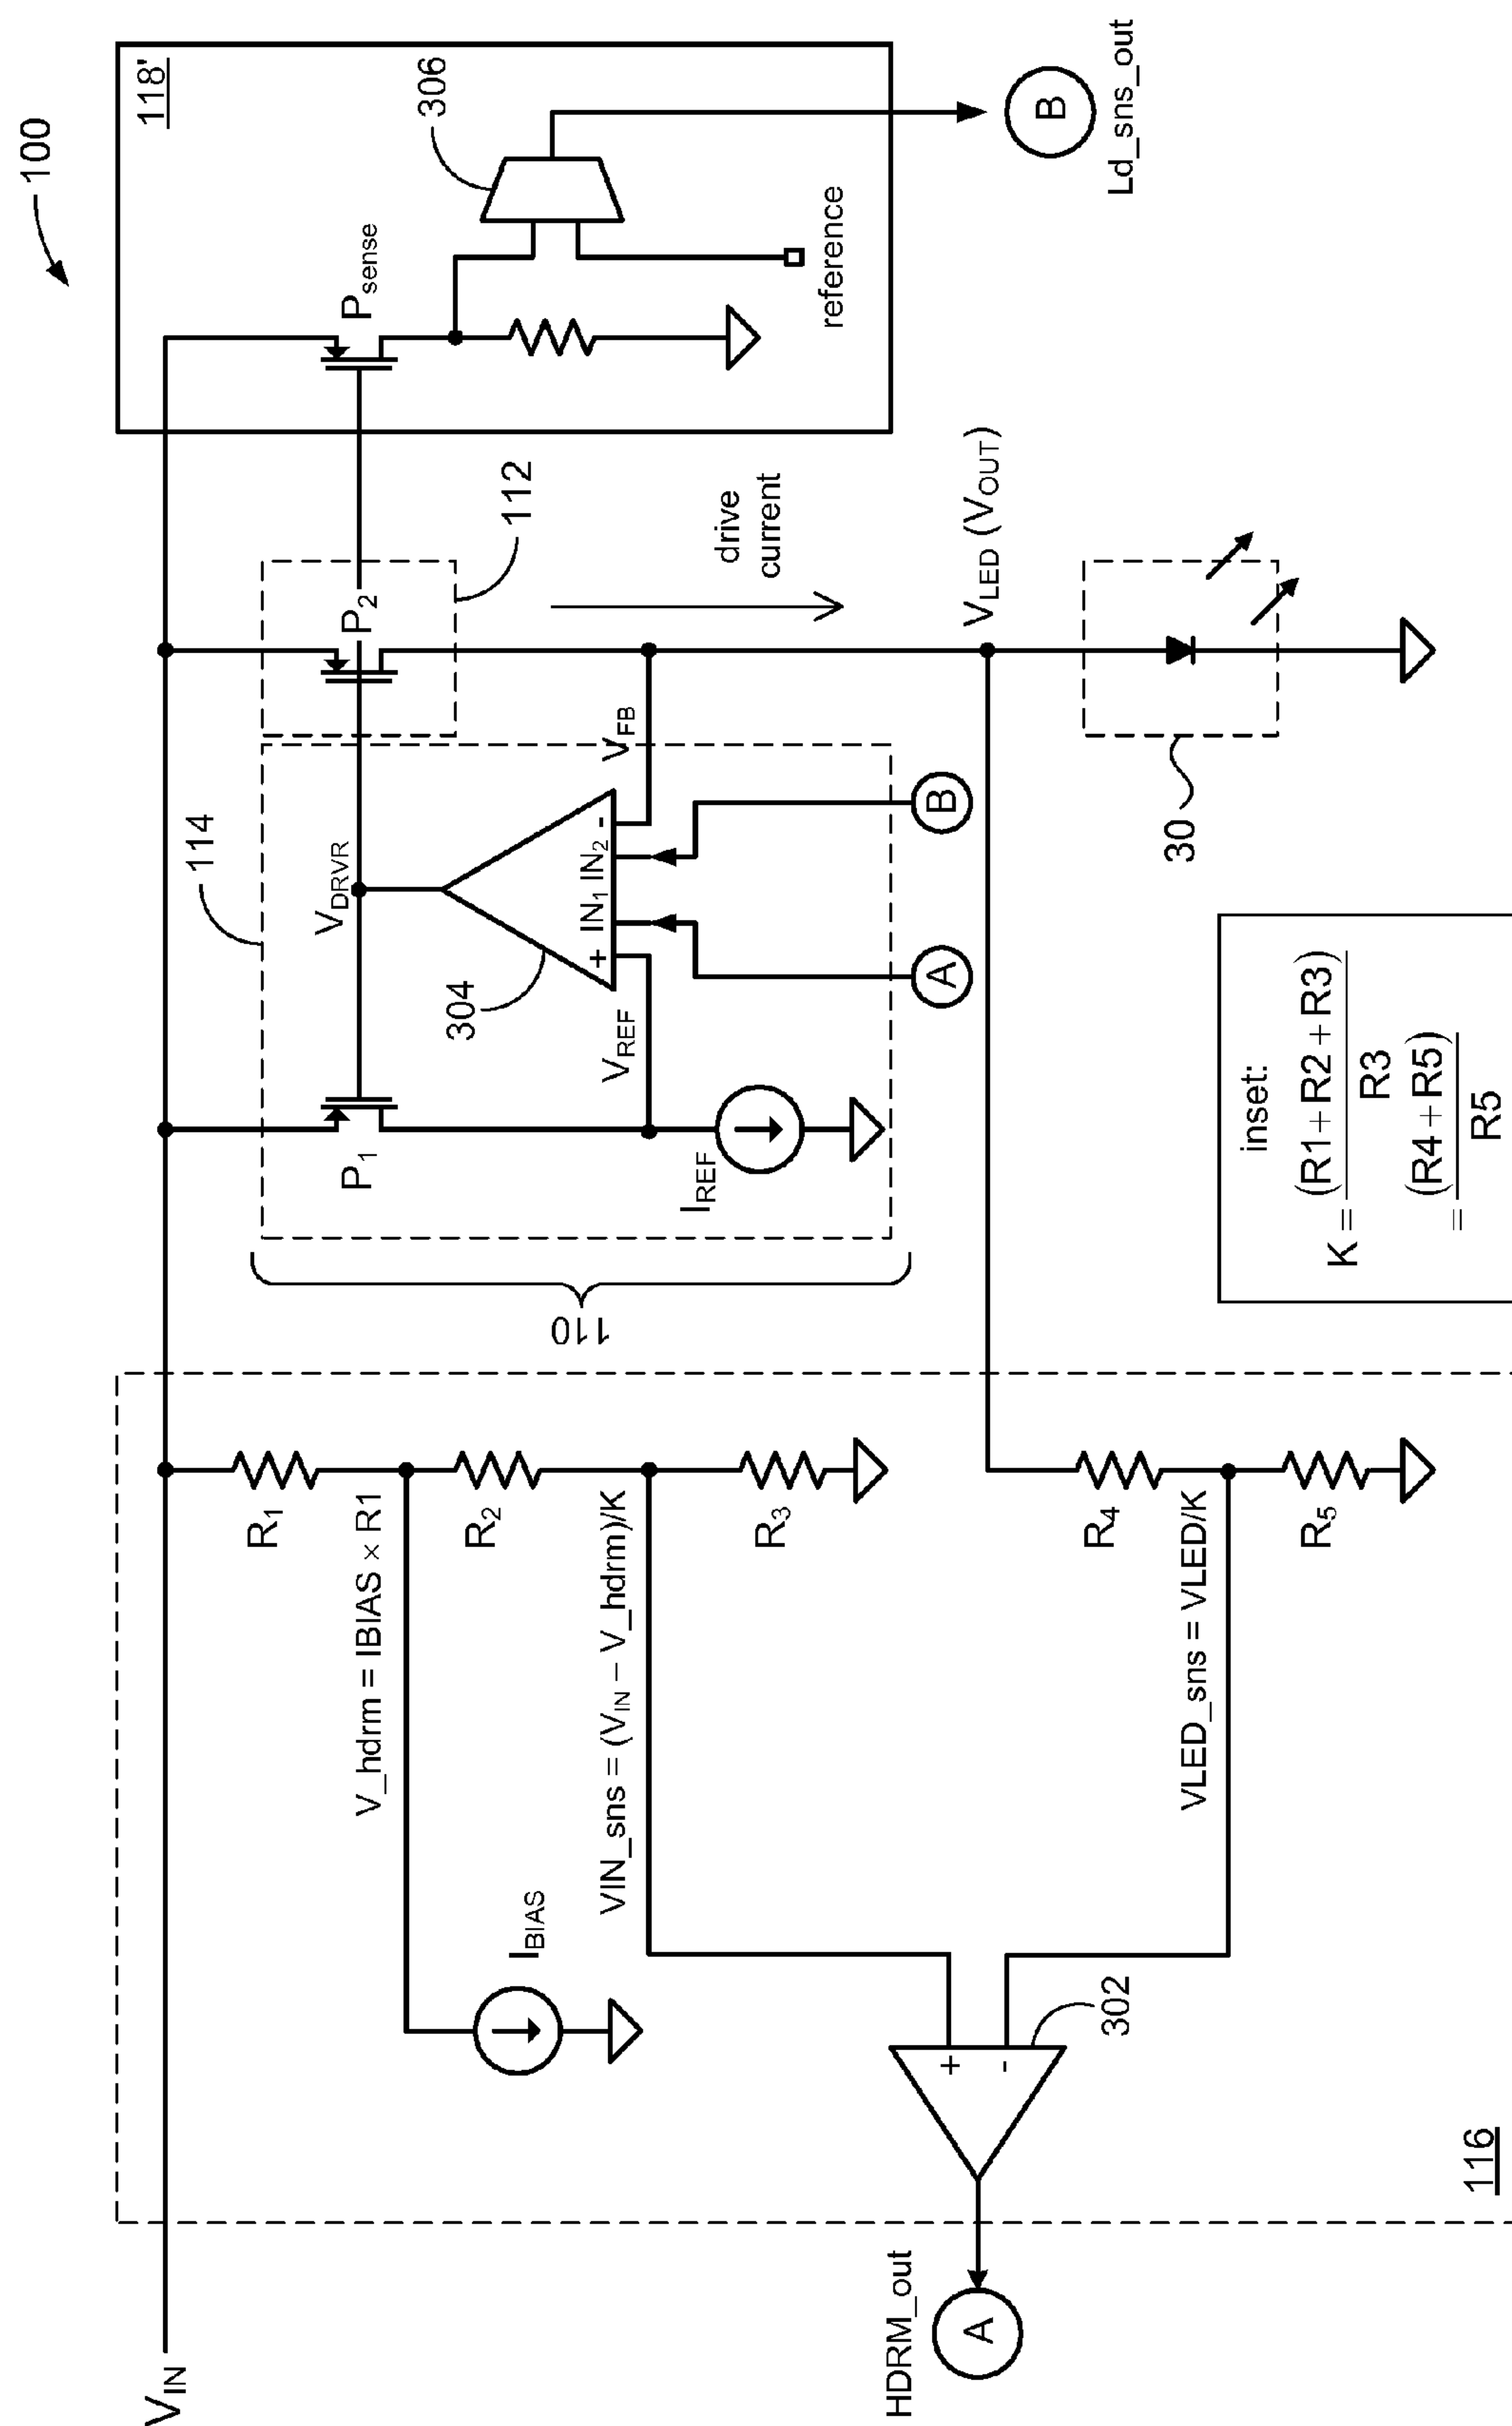 100
V_IN
118'
P_sense
306
reference
B
Ld_sns_out
112
P_2
drive
current
V_LED (V_OUT)
30
114
V_DRVR
V_FB
304
+ IN_1 IN_2 -
V_REF
A
B
P_1
I_REF
110
inset:
K = (R1 + R2 + R3)
R3
= (R4 + R5)
R5
R_1
V_hdrm = IBIAS × R1
R_2
I_BIAS
VIN_sns = (V_IN – V_hdrm)/K
R_3
R_4
VLED_sns = VLED/K
R_5
+
-
302
HDRM_out
A
116